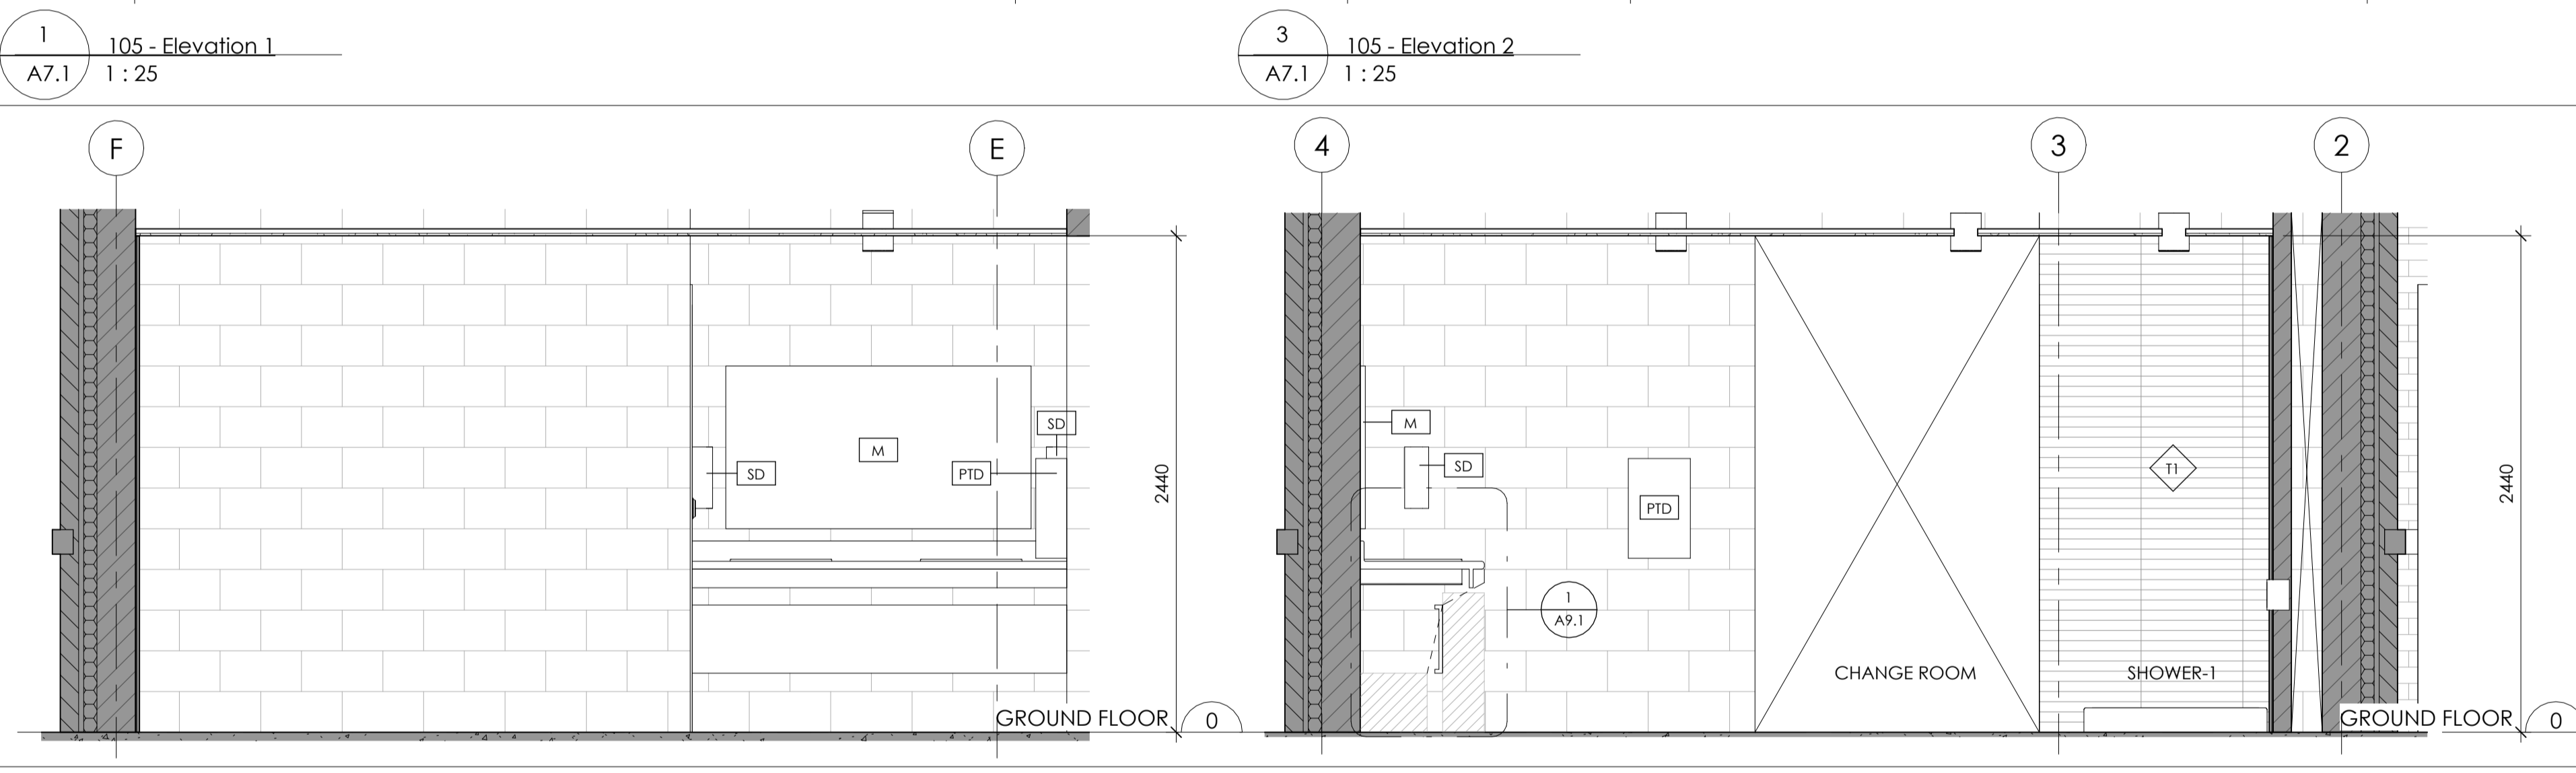 1
105 - Elevation 1
A7.1
1 : 25
3
105 - Elevation 2
A7.1
1 : 25
F
E
4
3
2
SD
M
SD
PTD
2440
GROUND FLOOR
0
M
SD
PTD
1
A9.1
T1
CHANGE ROOM
SHOWER-1
2440
GROUND FLOOR
0